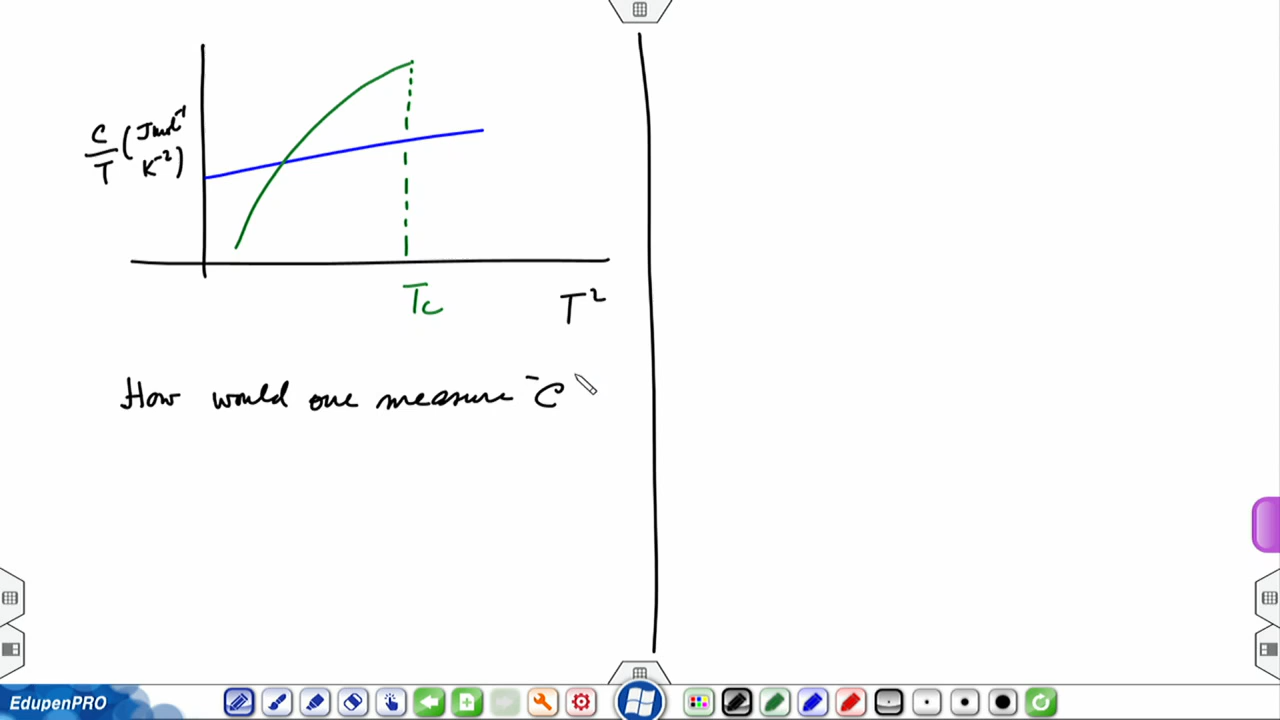 C/T (J mol⁻¹ K⁻²)
Tc
T²
How would one measure "C
EdupenPRO